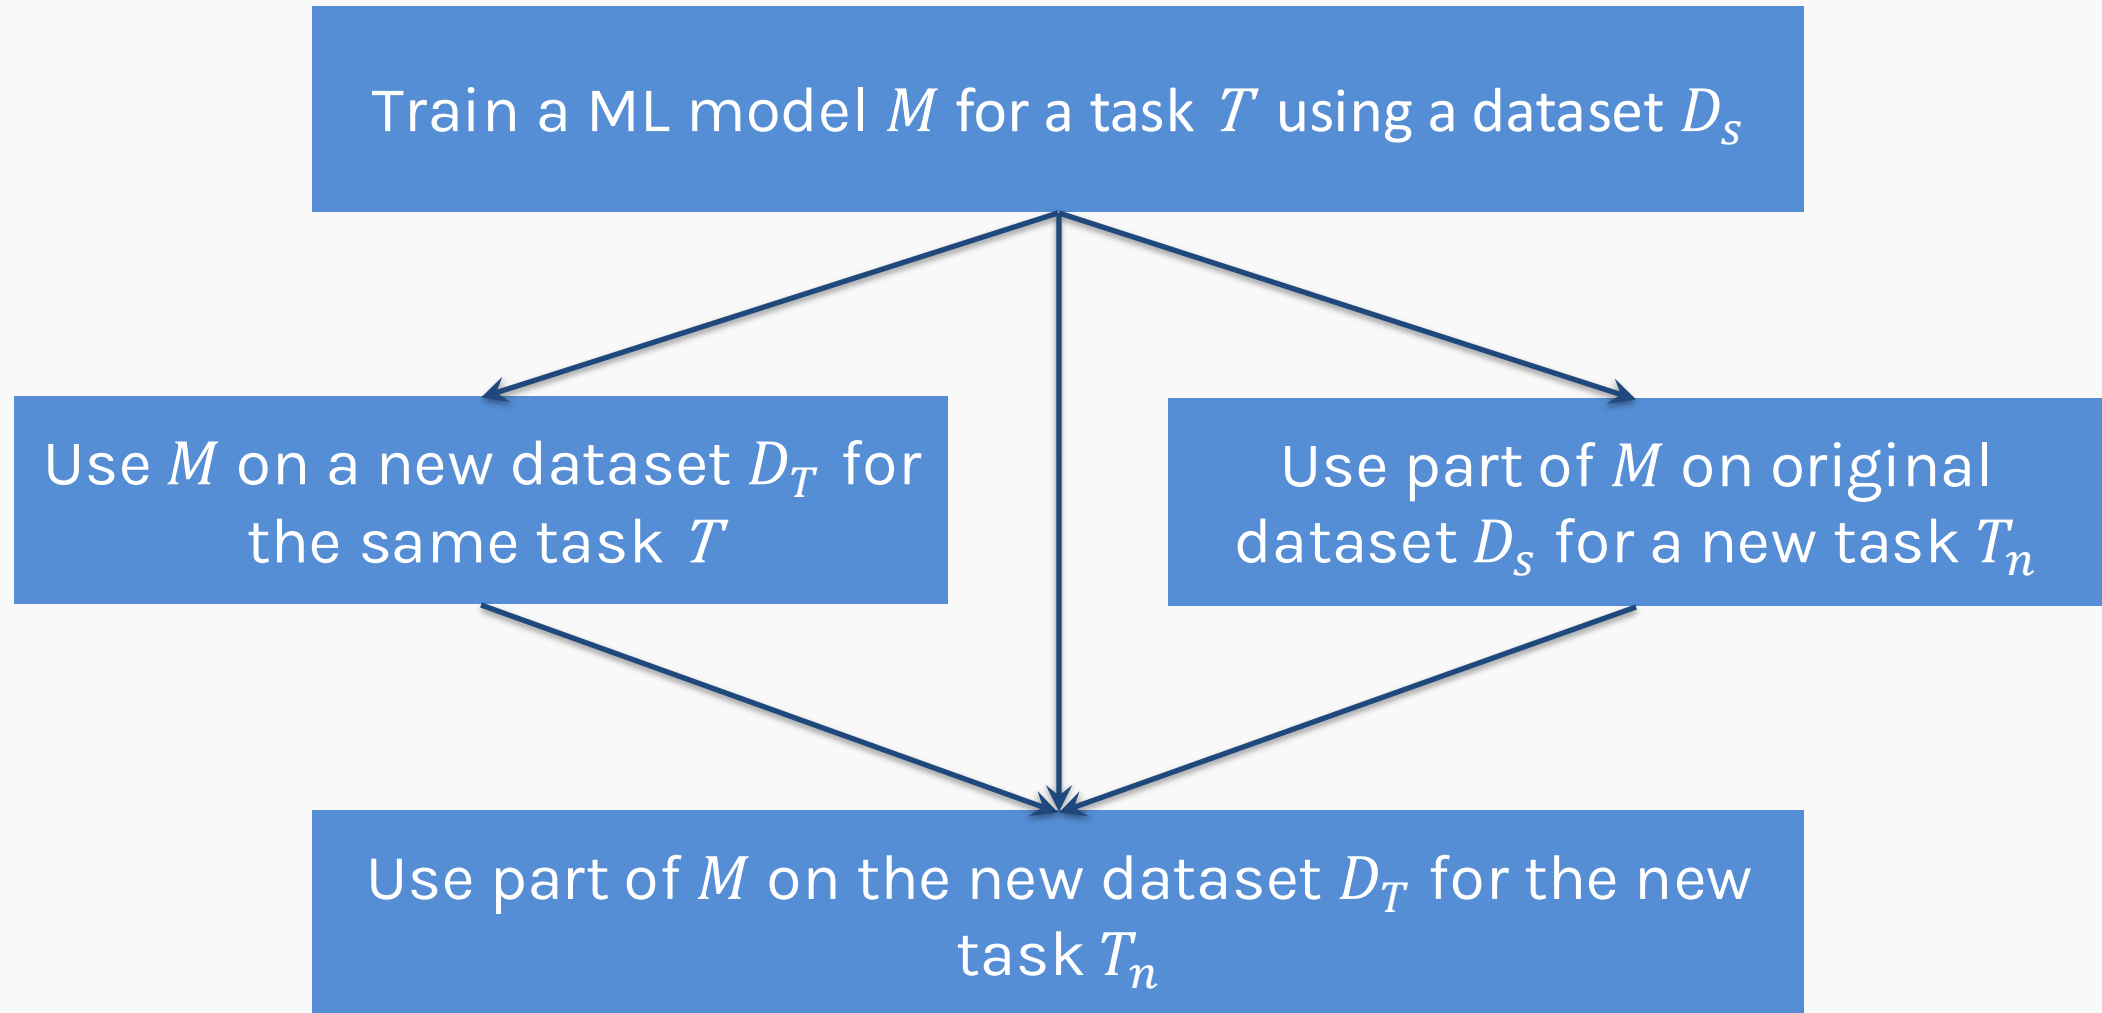 Train a ML model M for a task T using a dataset D_s
Use M on a new dataset D_T for
the same task T
Use part of M on original
dataset D_s for a new task T_n
Use part of M on the new dataset D_T for the new
task T_n